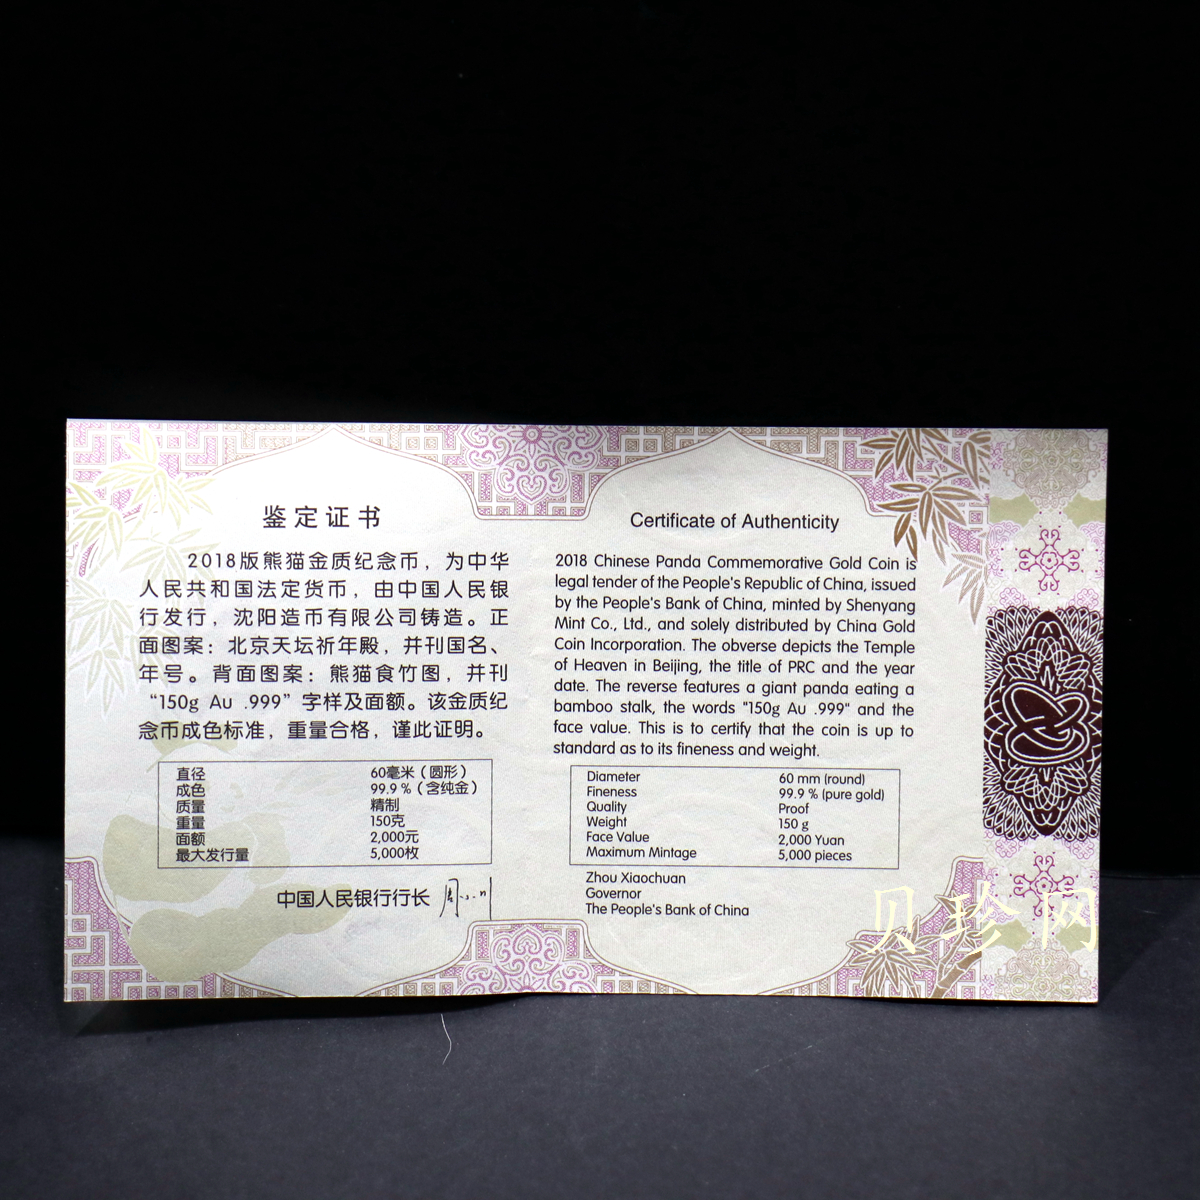 鉴定证书
2018版熊猫金质纪念币，为中华
人民共和国法定货币，由中国人民银
行发行，沈阳造币有限公司铸造。正
面图案：北京天坛祈年殿，并刊国名、
年号。背面图案：熊猫食竹图，并刊
“150g Au .999”字样及面额。该金质纪
念币成色标准，重量合格，谨此证明。
直径 60毫米（圆形）
成色 99.9％（含纯金）
质量 精制
重量 150克
面额 2,000元
最大发行量 5,000枚
中国人民银行行长
Certificate of Authenticity
2018 Chinese Panda Commemorative Gold Coin is
legal tender of the People's Republic of China, issued
by the People's Bank of China, minted by Shenyang
Mint Co., Ltd., and solely distributed by China Gold
Coin Incorporation. The obverse depicts the Temple
of Heaven in Beijing, the title of PRC and the year
date. The reverse features a giant panda eating a
bamboo stalk, the words "150g Au .999" and the
face value. This is to certify that the coin is up to
standard as to its fineness and weight.
Diameter 60 mm (round)
Fineness 99.9 % (pure gold)
Quality Proof
Weight 150 g
Face Value 2,000 Yuan
Maximum Mintage 5,000 pieces
Zhou Xiaochuan
Governor
The People's Bank of China
贝珍网